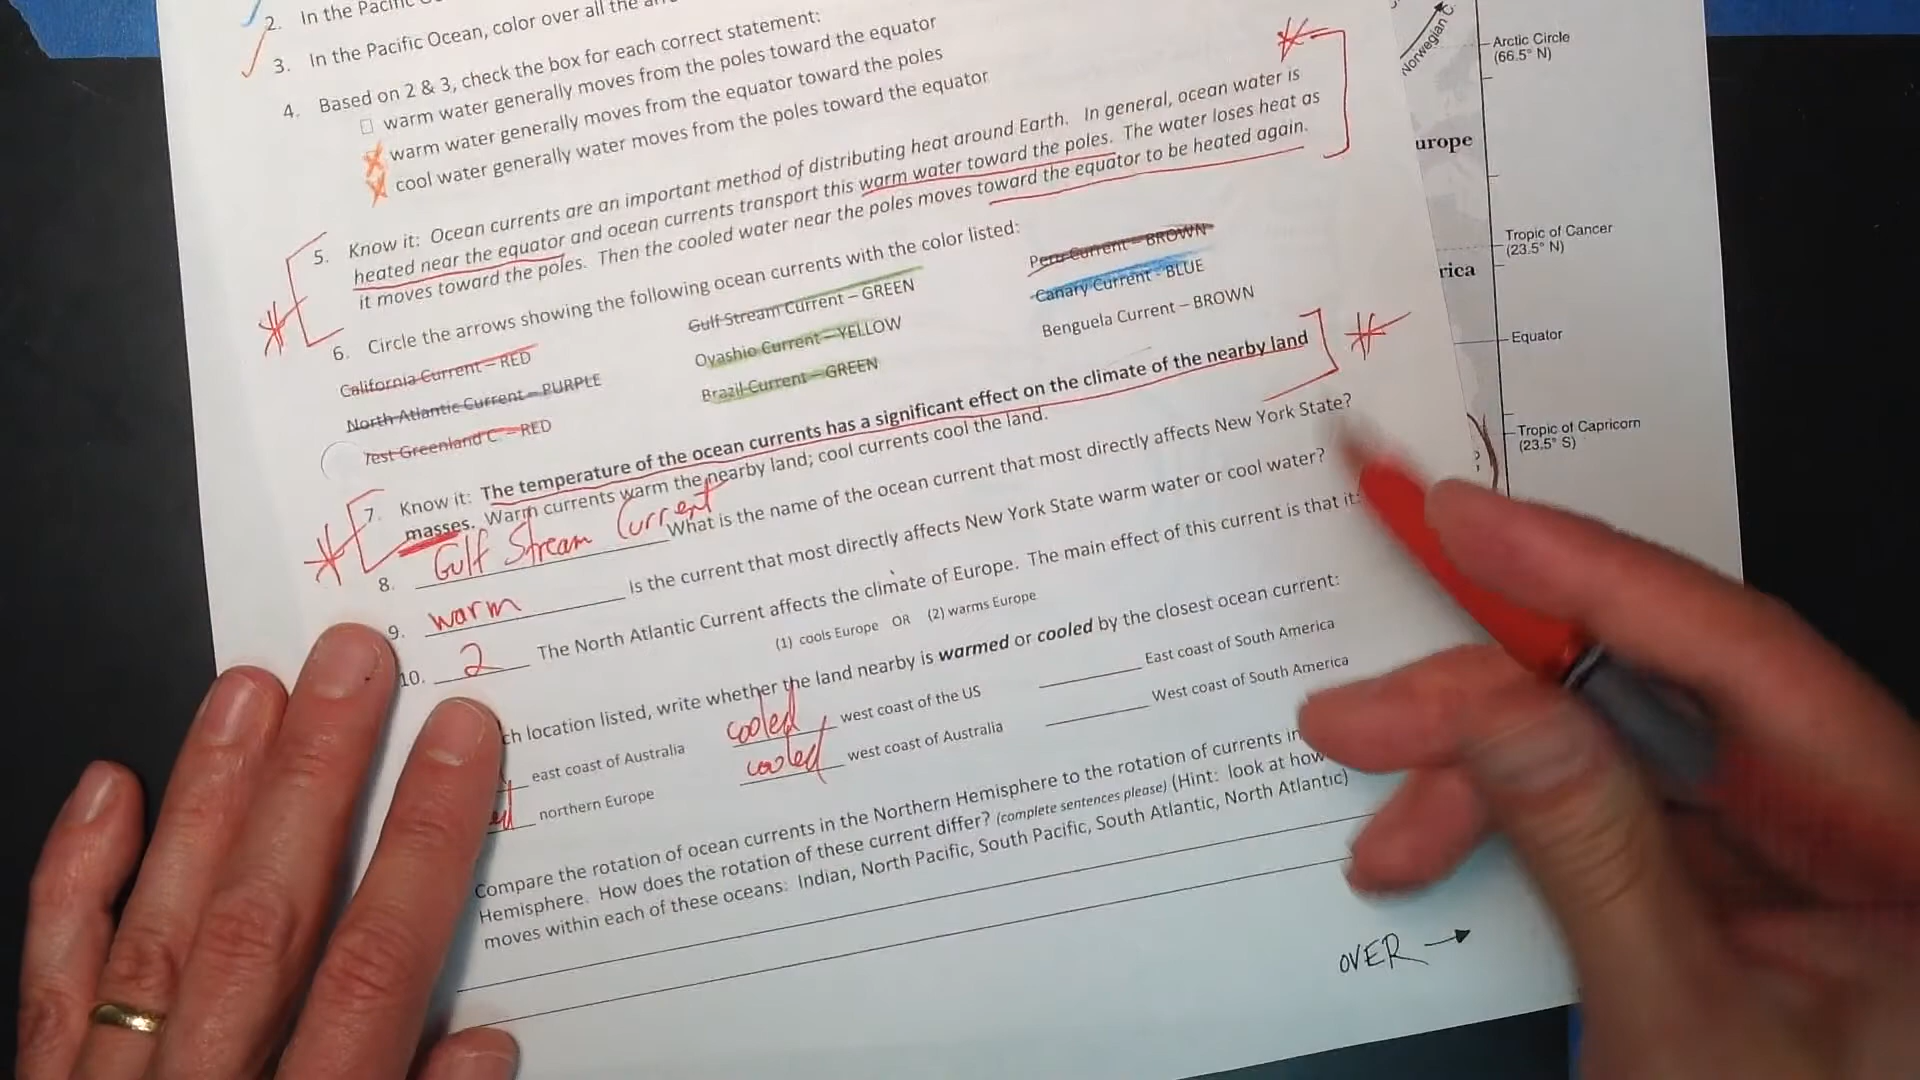 2. In the Pacific
3. In the Pacific Ocean, color over all the
4. Based on 2 & 3, check the box for each correct statement:
warm water generally moves from the poles toward the equator
warm water generally moves from the equator toward the poles
cool water generally water moves from the poles toward the equator
5. Know it: Ocean currents are an important method of distributing heat around Earth. In general, ocean water is
heated near the equator and ocean currents transport this warm water toward the poles. The water loses heat as
it moves toward the poles. Then the cooled water near the poles moves toward the equator to be heated again.
6. Circle the arrows showing the following ocean currents with the color listed:
California Current – RED
North Atlantic Current – PURPLE
Test Greenland C. – RED
Gulf Stream Current – GREEN
Oyashio Current – YELLOW
Brazil Current – GREEN
Peru Current – BROWN
Canary Current - BLUE
Benguela Current – BROWN
7. Know it: The temperature of the ocean currents has a significant effect on the climate of the nearby land
masses. Warm currents warm the nearby land; cool currents cool the land.
8. Gulf Stream Current What is the name of the ocean current that most directly affects New York State?
9. warm Is the current that most directly affects New York State warm water or cool water?
10. 2 The North Atlantic Current affects the climate of Europe. The main effect of this current is that it:
(1) cools Europe OR (2) warms Europe
ch location listed, write whether the land nearby is warmed or cooled by the closest ocean current:
east coast of Australia
ed northern Europe
cooled west coast of the US
cooled west coast of Australia
East coast of South America
West coast of South America
Compare the rotation of ocean currents in the Northern Hemisphere to the rotation of currents in
Hemisphere. How does the rotation of these current differ? (complete sentences please) (Hint: look at how
moves within each of these oceans: Indian, North Pacific, South Pacific, South Atlantic, North Atlantic)
OVER
Norwegian C.
Arctic Circle
(66.5° N)
urope
Tropic of Cancer
(23.5° N)
rica
Equator
Tropic of Capricorn
(23.5° S)